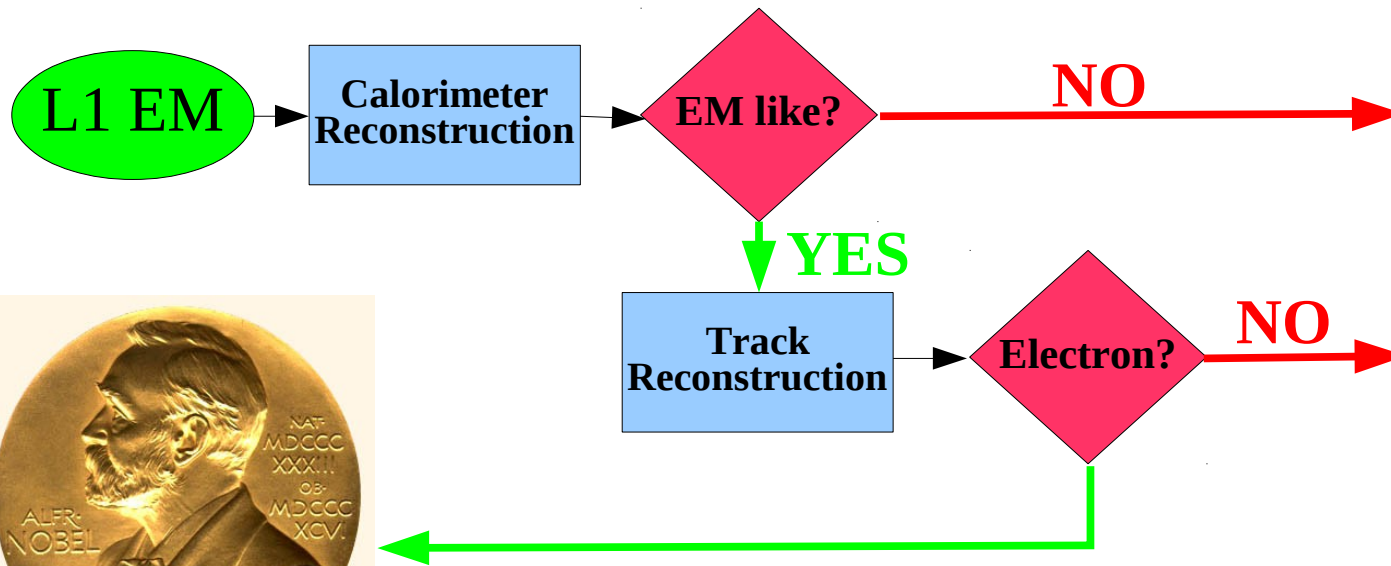 L1 EM
Calorimeter
Reconstruction
EM like?
NO
YES
Track
Reconstruction
Electron?
NO
NAT-
MDCCC
XXXIII
OB-
MDCCC
XCVI
ALFR-
NOBEL